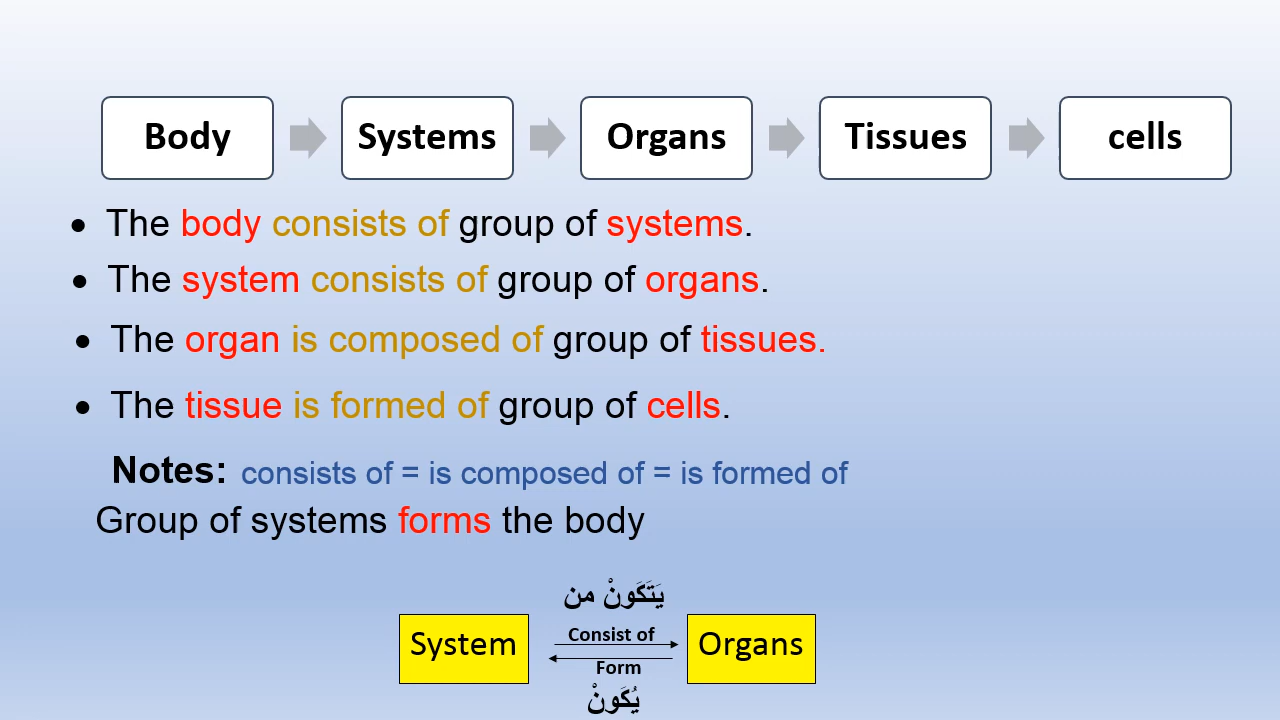 Body Systems Organs Tissues cells
• The body consists of group of systems.
• The system consists of group of organs.
• The organ is composed of group of tissues.
• The tissue is formed of group of cells.
Notes: consists of = is composed of = is formed of
Group of systems forms the body
يَتَكَونْ من
System Consist of Organs
Form
يُكَونْ